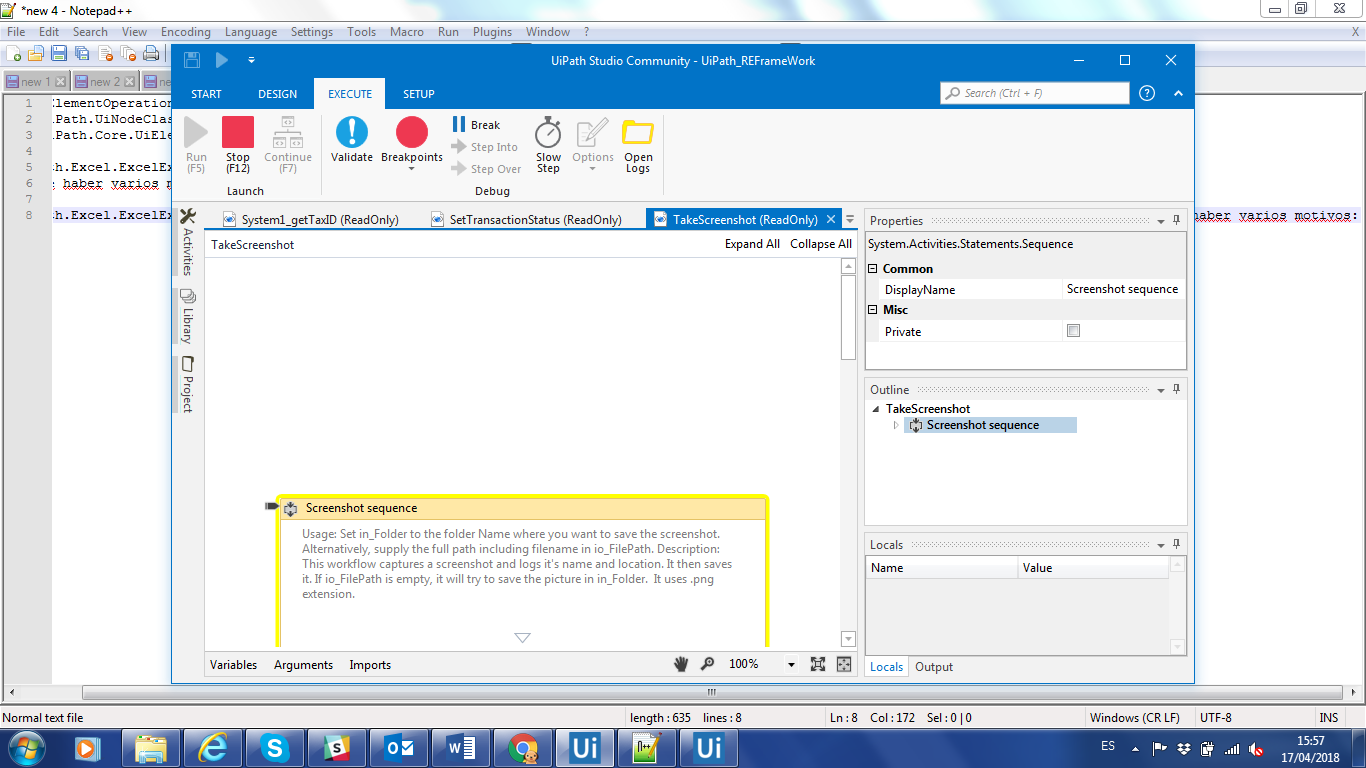 *new 4 - Notepad++
File Edit Search View Encoding Language Settings Tools Macro Run Plugins Window ? X
new 1 new 2 new
UiPath Studio Community - UiPath_REFrameWork
START DESIGN EXECUTE SETUP
Search (Ctrl + F) ?
Run (F5)
Stop (F12)
Continue (F7)
Launch
Validate
Breakpoints
Break
Step Into
Step Over
Slow Step
Options
Open Logs
Debug
1 ElementOperation
2 iPath.UiNodeClas
3 iPath.Core.UiEle
4
5 th.Excel.ExcelEx
6 haber varios m
7
8 th.Excel.ExcelEx haber varios motivos:
Activities
Library
Project
System1_getTaxID (ReadOnly) SetTransactionStatus (ReadOnly) TakeScreenshot (ReadOnly)
TakeScreenshot Expand All Collapse All
Screenshot sequence
Usage: Set in_Folder to the folder Name where you want to save the screenshot.
Alternatively, supply the full path including filename in io_FilePath. Description:
This workflow captures a screenshot and logs it's name and location. It then saves
it. If io_FilePath is empty, it will try to save the picture in in_Folder. It uses .png
extension.
Variables Arguments Imports 100%
Properties
System.Activities.Statements.Sequence
Common
DisplayName Screenshot sequence
Misc
Private
Outline
TakeScreenshot
Screenshot sequence
Locals
Name Value
Locals Output
Normal text file length : 635 lines : 8 Ln : 8 Col : 172 Sel : 0 | 0 Windows (CR LF) UTF-8 INS
ES 15:57
17/04/2018